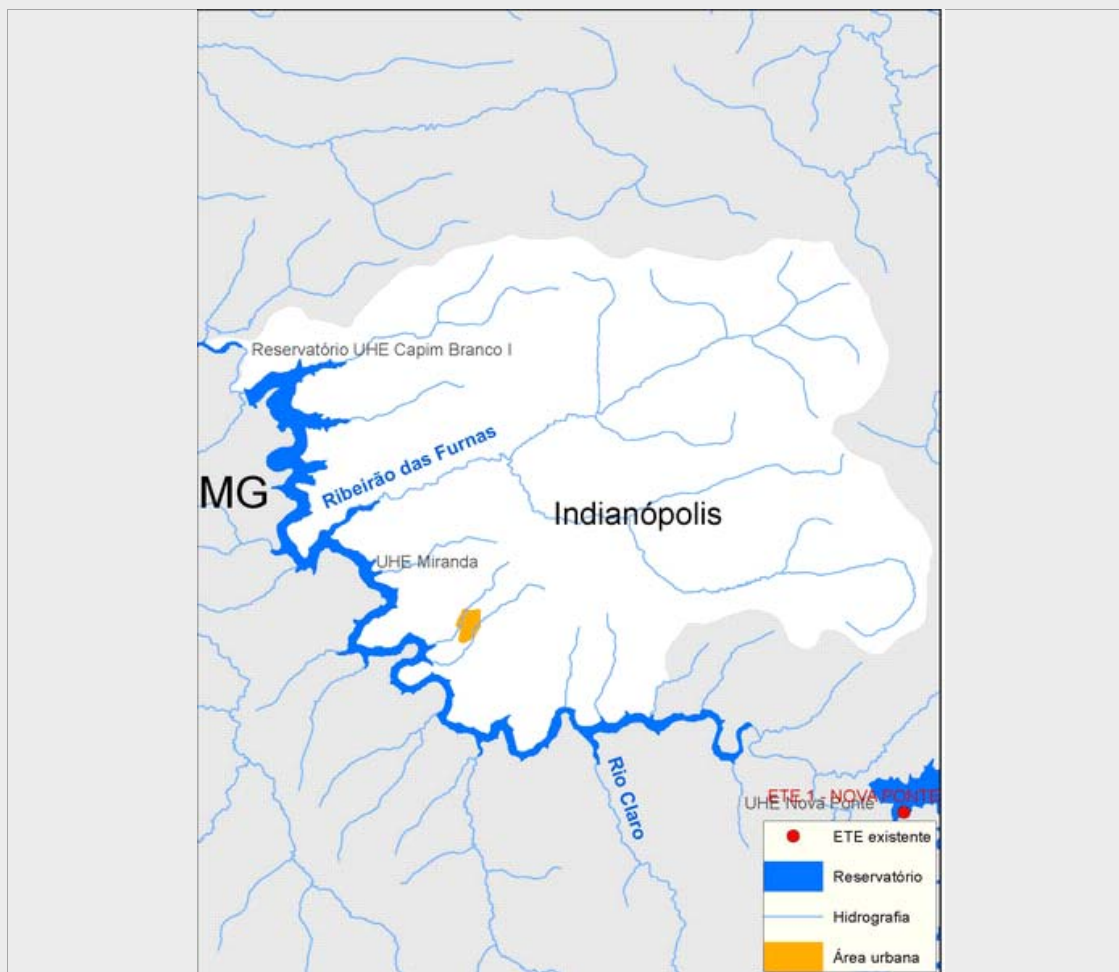 Reservatório UHE Capim Branco I
Ribeirão das Furnas
MG
Indianópolis
UHE Miranda
Rio Claro
ETE 1 - NOVA PONTE
UHE Nova Ponte
ETE existente
Reservatório
Hidrografia
Área urbana